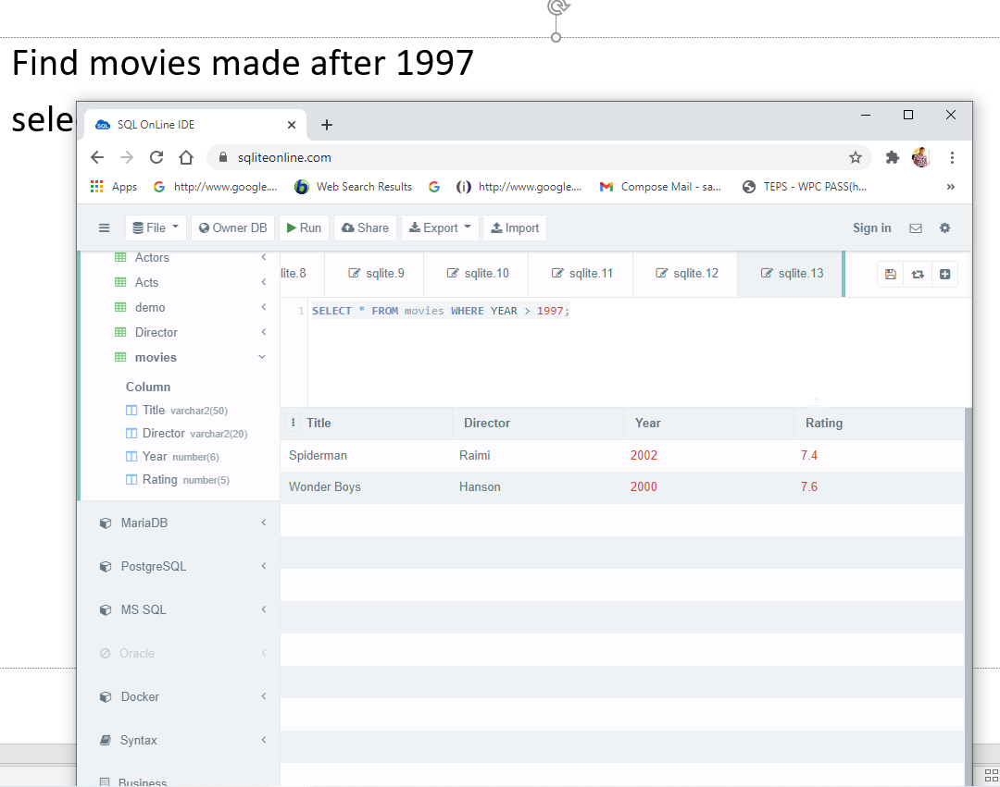 Find movies made after 1997
sele
SQL OnLine IDE
sqliteonline.com
Apps http://www.google.... Web Search Results http://www.google.... Compose Mail - sa... TEPS - WPC PASS(h...
File Owner DB Run Share Export Import Sign in
Actors
Acts
demo
Director
movies
Column
Title varchar2(50)
Director varchar2(20)
Year number(6)
Rating number(5)
MariaDB
PostgreSQL
MS SQL
Oracle
Docker
Syntax
Business
lite.8 sqlite.9 sqlite.10 sqlite.11 sqlite.12 sqlite.13
1 SELECT * FROM movies WHERE YEAR > 1997;
Title Director Year Rating
Spiderman Raimi 2002 7.4
Wonder Boys Hanson 2000 7.6